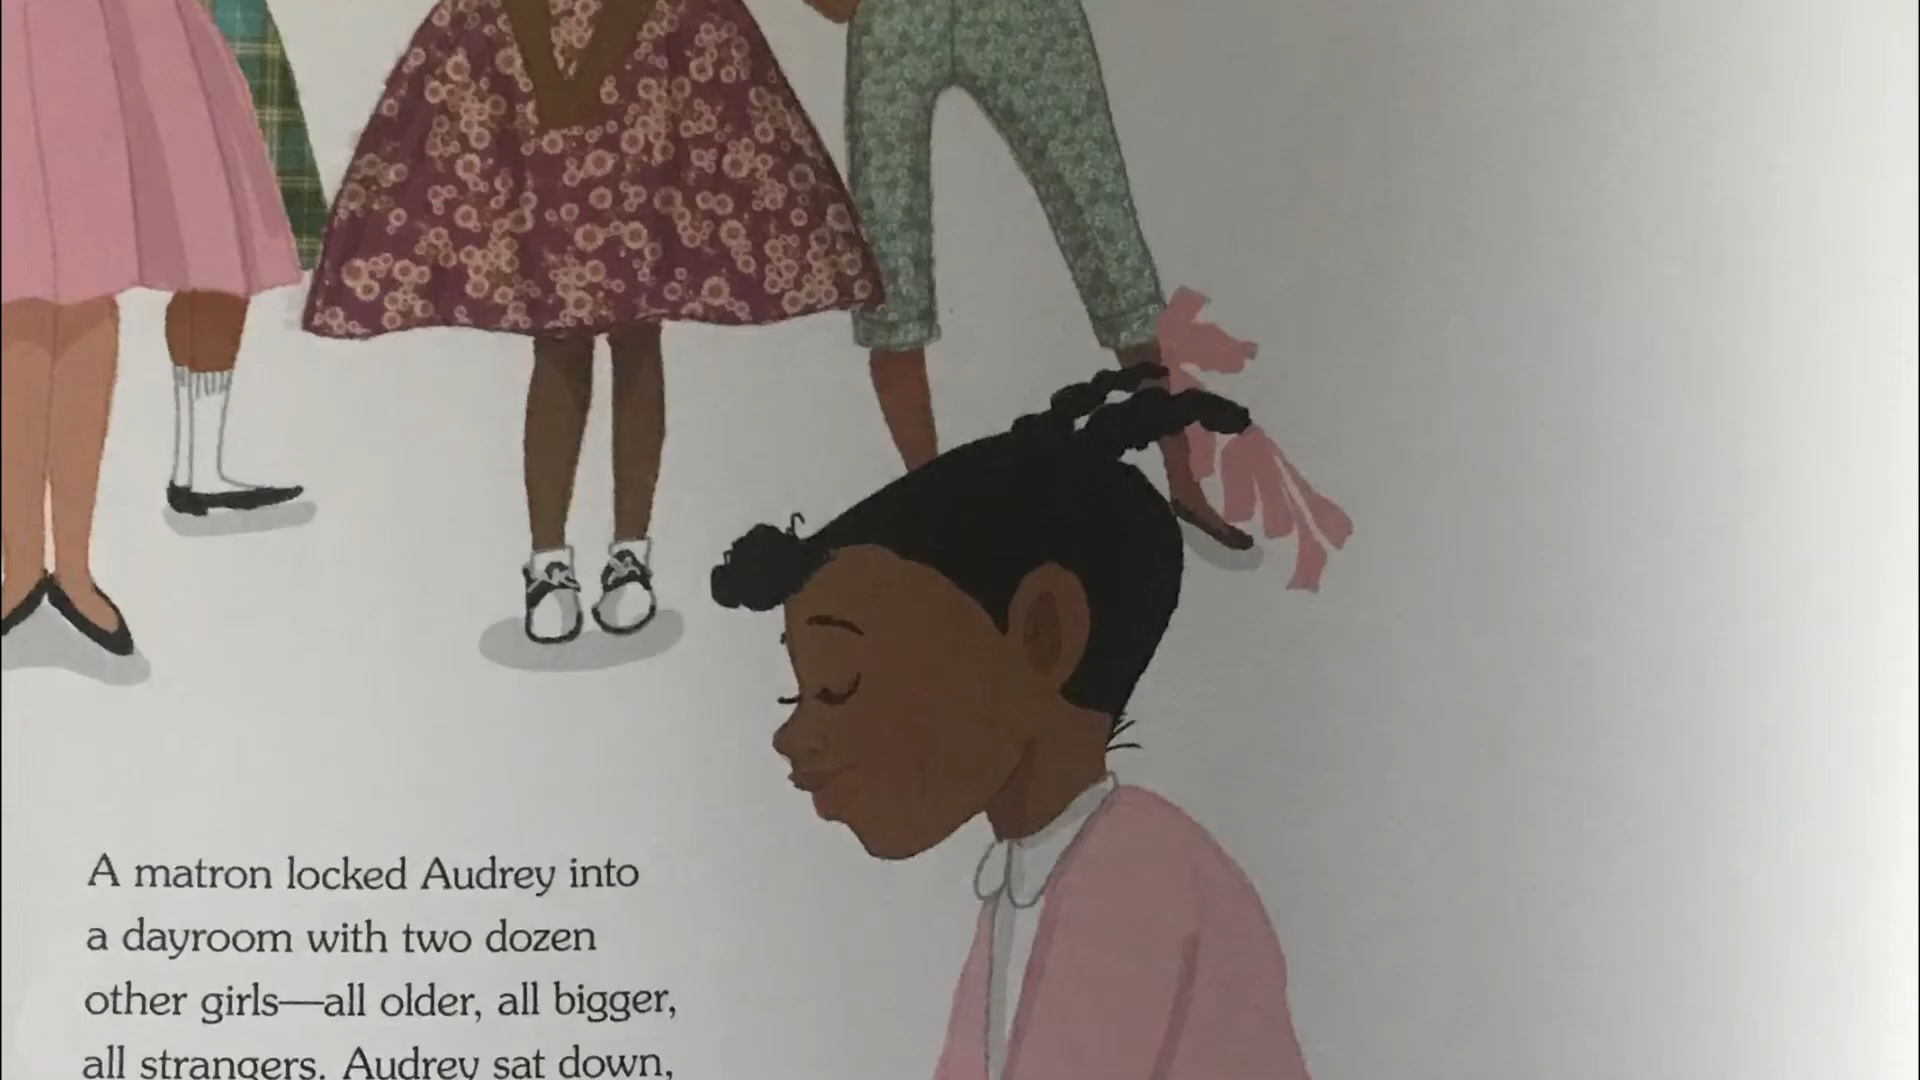 A matron locked Audrey into
a dayroom with two dozen
other girls—all older, all bigger,
all strangers. Audrey sat down,